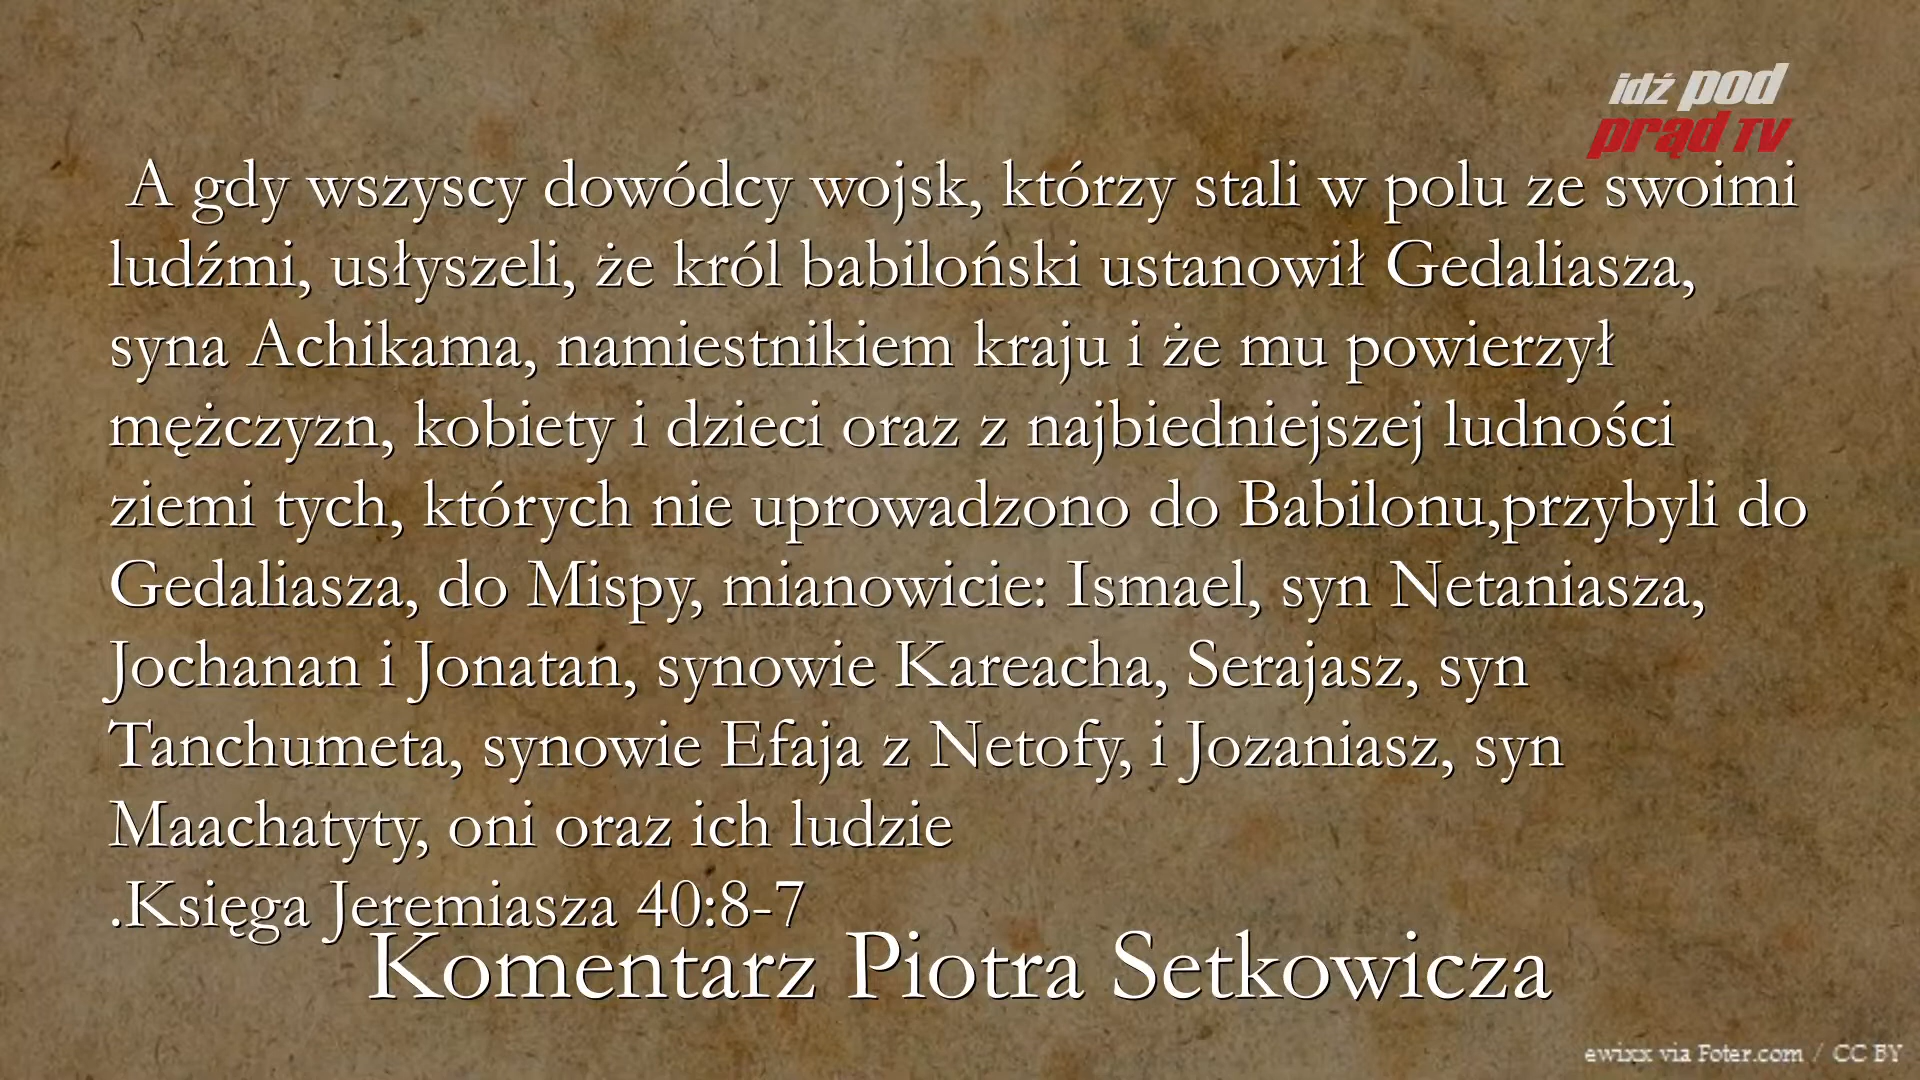 idź pod
prąd TV
A gdy wszyscy dowódcy wojsk, którzy stali w polu ze swoimi
ludźmi, usłyszeli, że król babiloński ustanowił Gedaliasza,
syna Achikama, namiestnikiem kraju i że mu powierzył
mężczyzn, kobiety i dzieci oraz z najbiedniejszej ludności
ziemi tych, których nie uprowadzono do Babilonu,przybyli do
Gedaliasza, do Mispy, mianowicie: Ismael, syn Netaniasza,
Jochanan i Jonatan, synowie Kareacha, Serajasz, syn
Tanchumeta, synowie Efaja z Netofy, i Jozaniasz, syn
Maachatyty, oni oraz ich ludzie
.Księga Jeremiasza 40:8-7
Komentarz Piotra Setkowicza
ewixx via Foter.com / CC BY